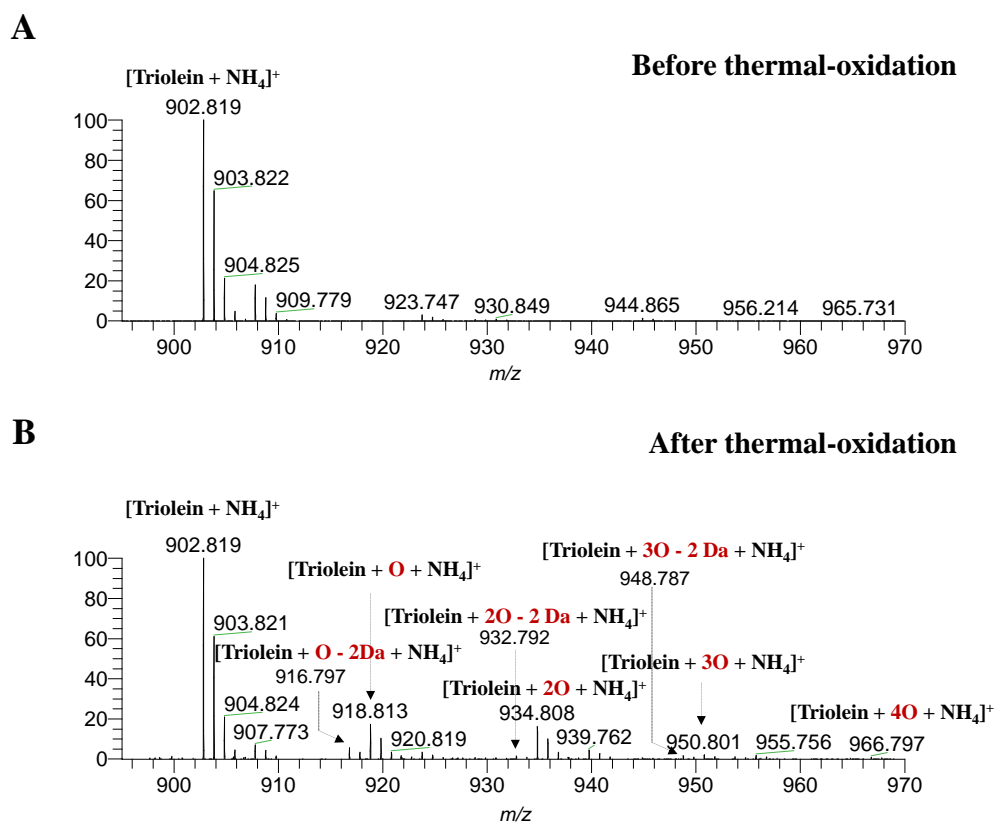 A
Before thermal-oxidation
[Triolein + NH₄]⁺
902.819
100
903.822
80
60
904.825
40
20
909.779
923.747
930.849
944.865
956.214
965.731
0
900 910 920 930 940 950 960 970
m/z
B
After thermal-oxidation
[Triolein + NH₄]⁺
902.819
[Triolein + 3O - 2 Da + NH₄]⁺
948.787
[Triolein + O + NH₄]⁺
[Triolein + 2O - 2 Da + NH₄]⁺
932.792
903.821
[Triolein + O - 2Da + NH₄]⁺
916.797
[Triolein + 3O + NH₄]⁺
[Triolein + 2O + NH₄]⁺
934.808
[Triolein + 4O + NH₄]⁺
904.824
918.813
907.773
920.819
939.762
950.801
955.756
966.797
100
80
60
40
20
0
900 910 920 930 940 950 960 970
m/z